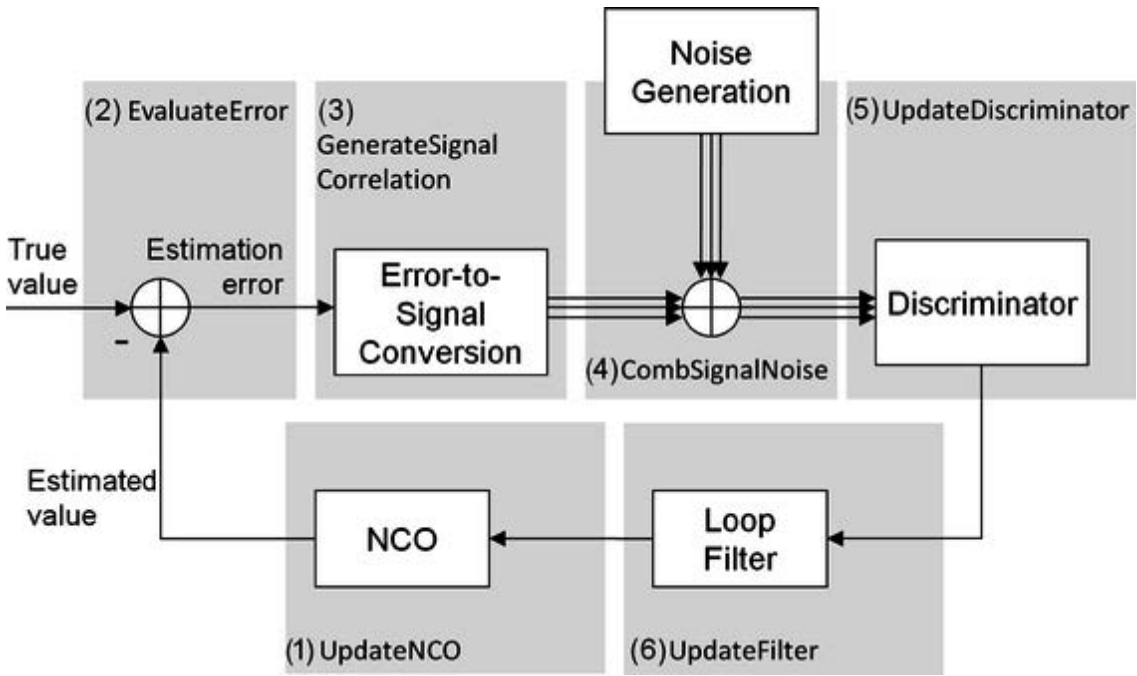 Noise
Generation
(2) EvaluateError
(3)
GenerateSignal
Correlation
(5) UpdateDiscriminator
True
value
Estimation
error
-
Error-to-
Signal
Conversion
Discriminator
(4) CombSignalNoise
Estimated
value
NCO
Loop
Filter
(1) UpdateNCO
(6) UpdateFilter